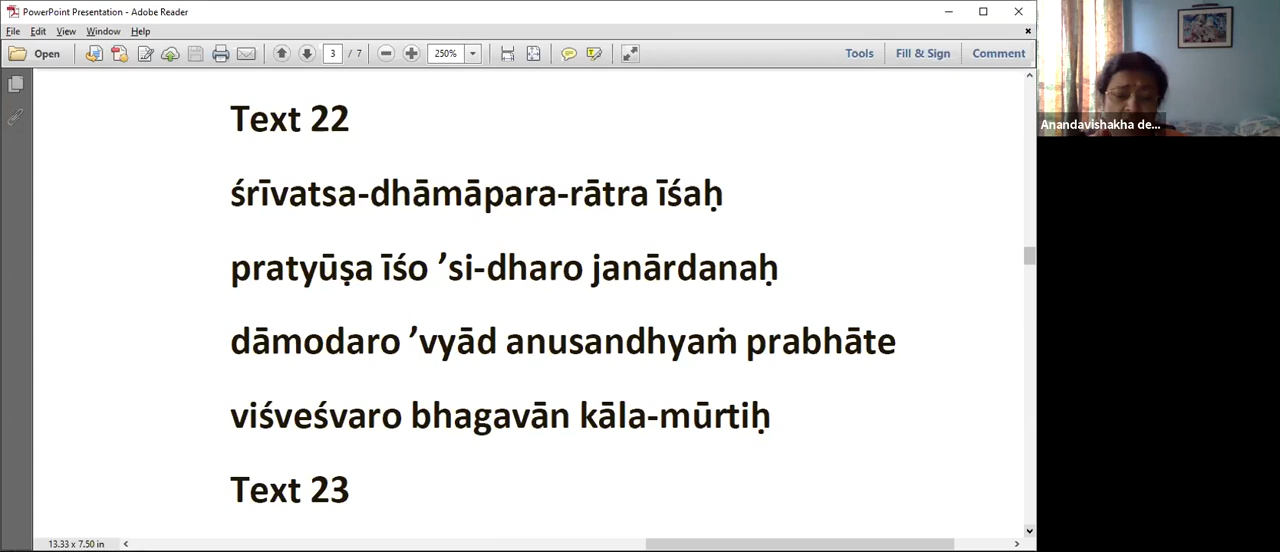 PowerPoint Presentation - Adobe Reader
File Edit View Window Help
Open 3 / 7 250% Tools Fill & Sign Comment
Anandavishakha de...
Text 22
śrīvatsa-dhāmāpara-rātra īśaḥ
pratyūṣa īśo ’si-dharo janārdanaḥ
dāmodaro ’vyād anusandhyaṁ prabhāte
viśveśvaro bhagavān kāla-mūrtiḥ
Text 23
13.33 x 7.50 in